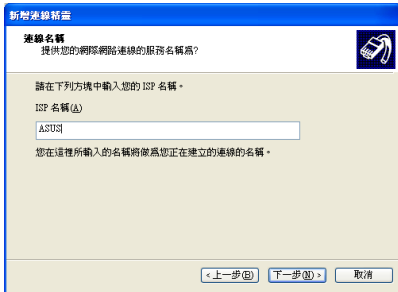 新增連線精靈
連線名稱
提供您的網際網路連線的服務名稱為?
請在下列方塊中輸入您的 ISP 名稱。
ISP 名稱(A)
ASUS
您在這裡所輸入的名稱將做為您正在建立的連線的名稱。
<上一步(B) 下一步(N)> 取消